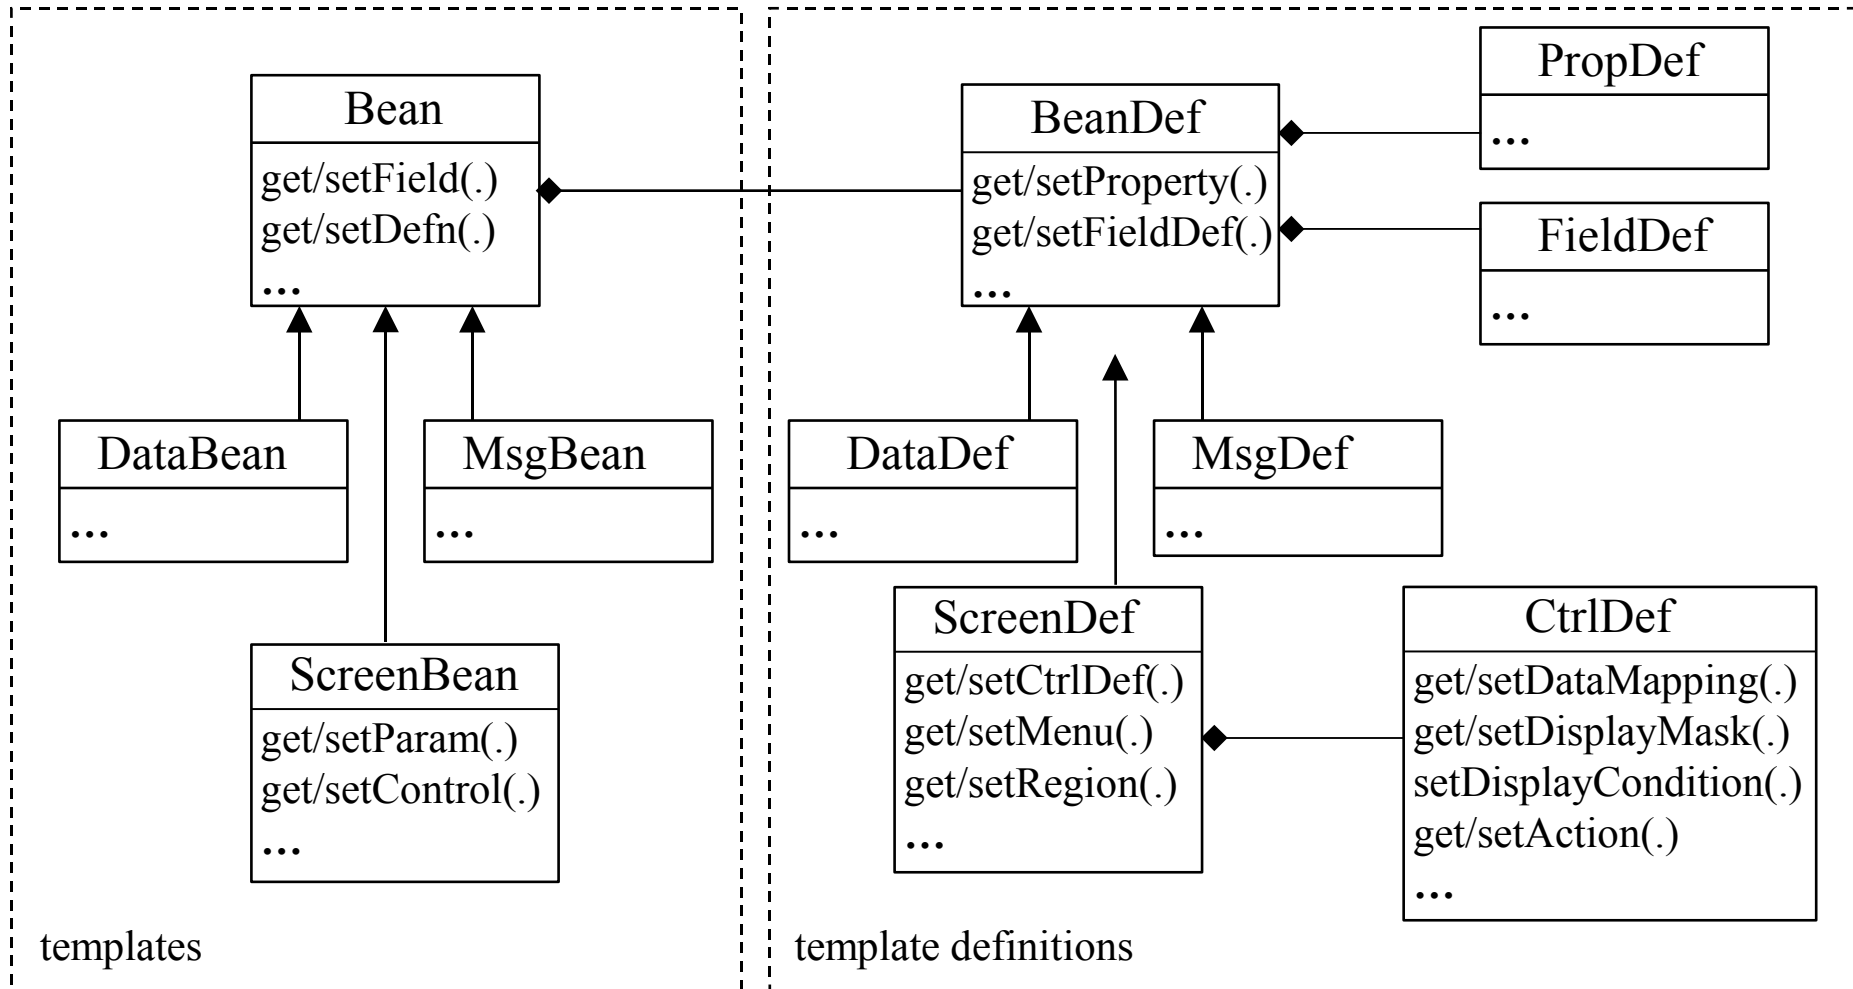 Bean
get/setField(.)
get/setDefn(.)
...
DataBean
...
MsgBean
...
ScreenBean
get/setParam(.)
get/setControl(.)
...
templates
BeanDef
get/setProperty(.)
get/setFieldDef(.)
...
PropDef
...
FieldDef
...
DataDef
...
MsgDef
...
ScreenDef
get/setCtrlDef(.)
get/setMenu(.)
get/setRegion(.)
...
CtrlDef
get/setDataMapping(.)
get/setDisplayMask(.)
setDisplayCondition(.)
get/setAction(.)
...
template definitions